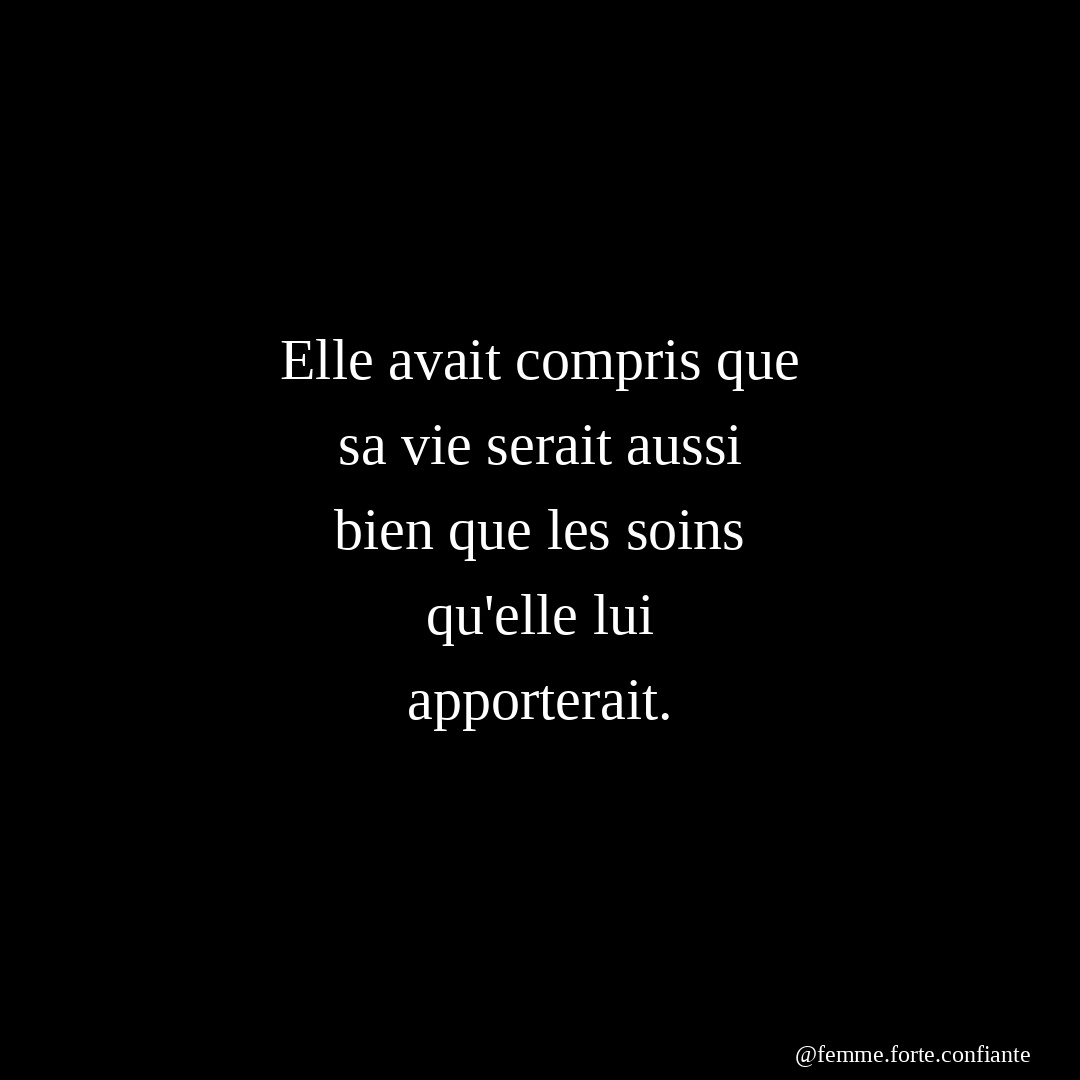 Elle avait compris que
sa vie serait aussi
bien que les soins
qu'elle lui
apporterait.
@femme.forte.confiante